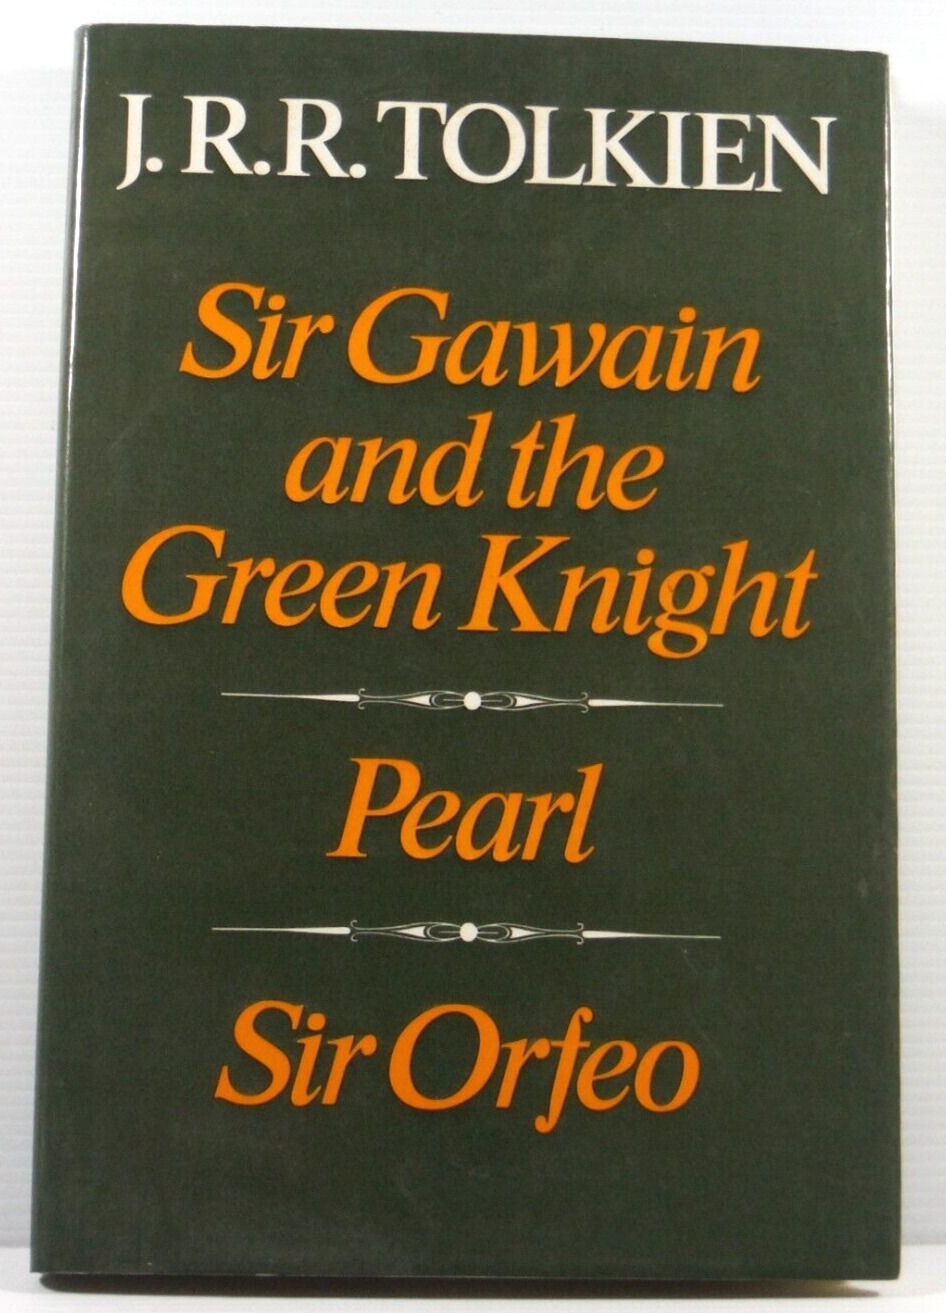 J.R.R. TOLKIEN
Sir Gawain
and the
Green Knight
Pearl
Sir Orfeo